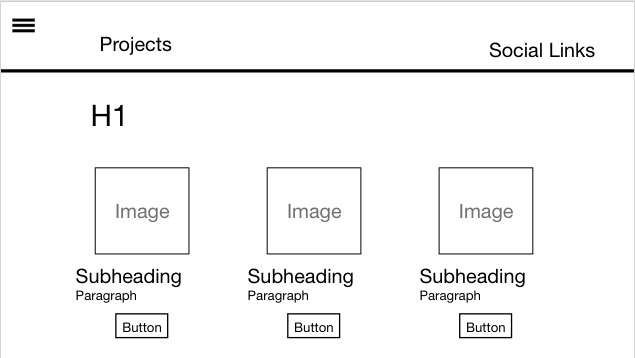 Projects
Social Links
H1
Image Image Image
Subheading Subheading Subheading
Paragraph Paragraph Paragraph
Button Button Button